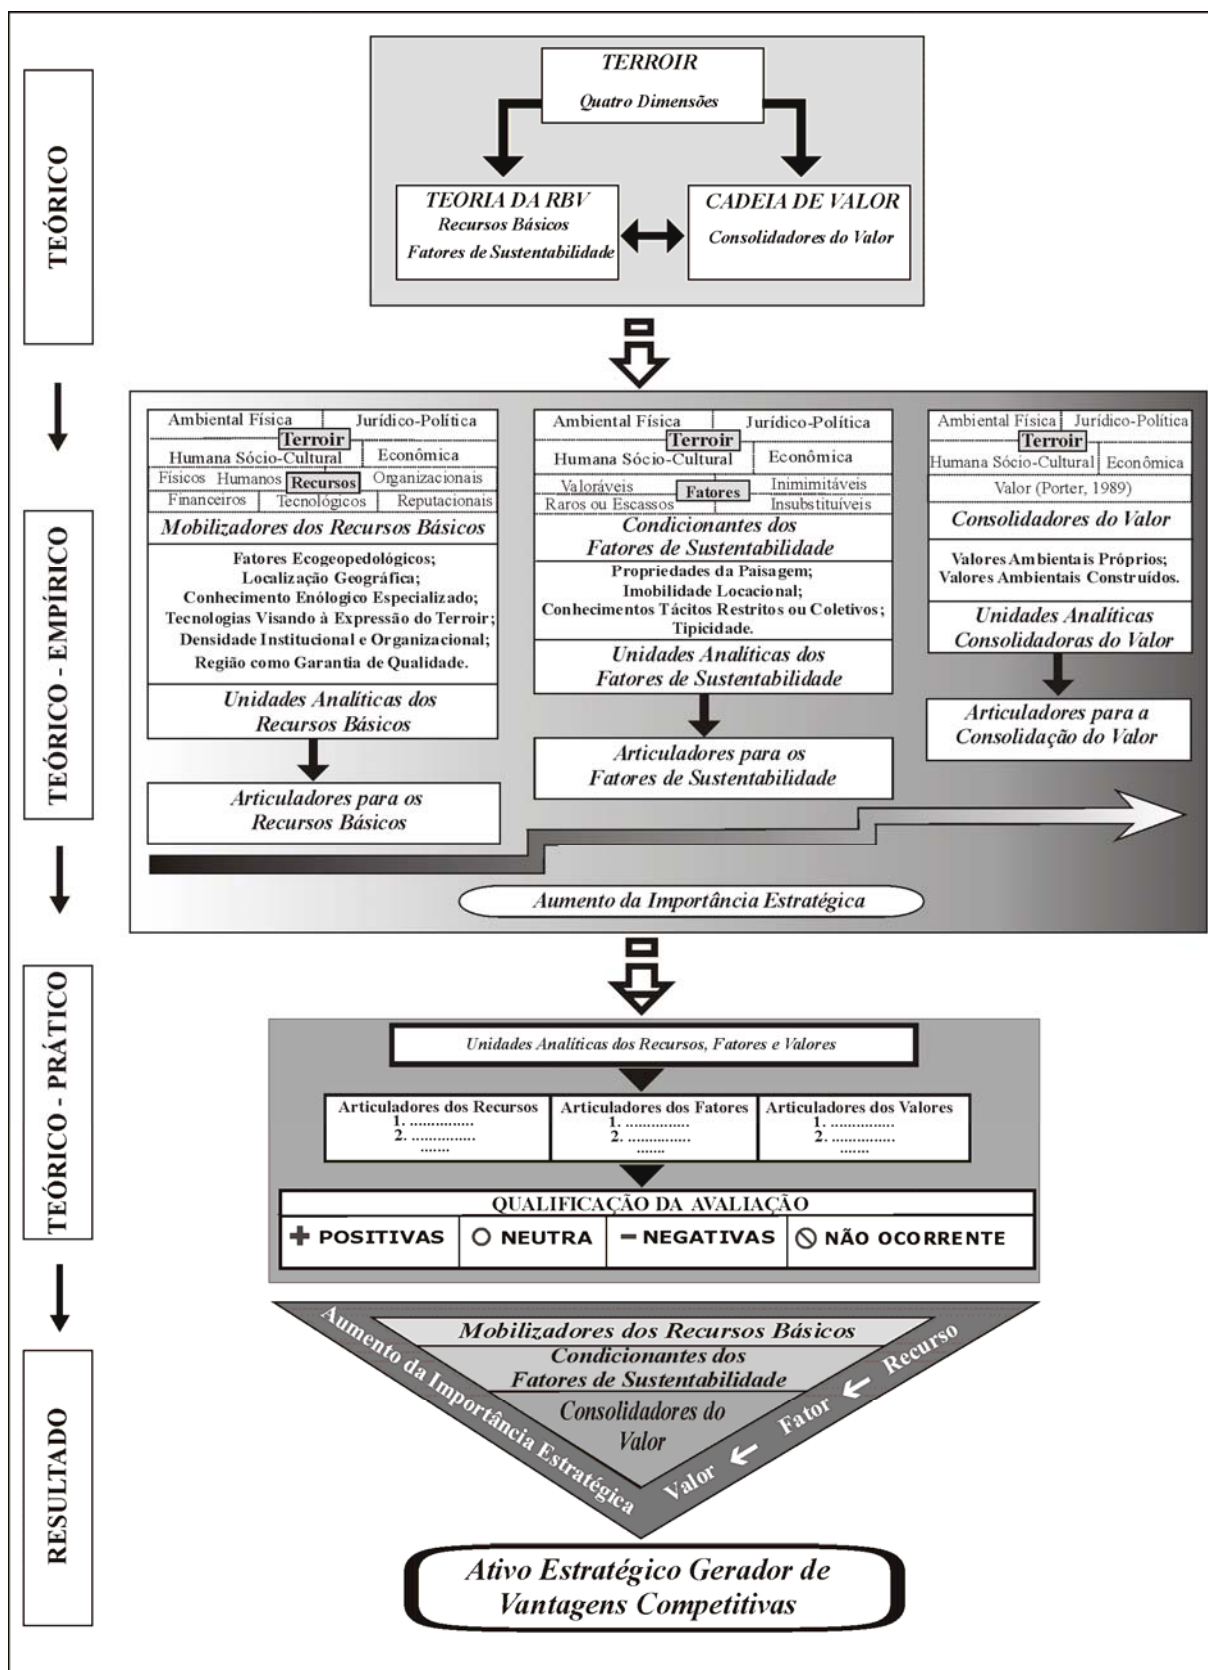 TEÓRICO
TERROIR
Quatro Dimensões
TEORIA DA RBV
Recursos Básicos
Fatores de Sustentabilidade
CADEIA DE VALOR
Consolidadores do Valor
TEÓRICO - EMPÍRICO
Ambiental Física
Jurídico-Política
Terroir
Humana Sócio-Cultural
Econômica
Físicos
Humanos
Recursos
Organizacionais
Financeiros
Tecnológicos
Reputacionais
Mobilizadores dos Recursos Básicos
Fatores Ecogeopedológicos;
Localização Geográfica;
Conhecimento Enólogico Especializado;
Tecnologias Visando à Expressão do Terroir;
Densidade Institucional e Organizacional;
Região como Garantia de Qualidade.
Unidades Analíticas dos
Recursos Básicos
Articuladores para os
Recursos Básicos
Ambiental Física
Jurídico-Política
Terroir
Humana Sócio-Cultural
Econômica
Valoráveis
Fatores
Inimimitáveis
Raros ou Escassos
Insubstituíveis
Condicionantes dos
Fatores de Sustentabilidade
Propriedades da Paisagem;
Imobilidade Locacional;
Conhecimentos Tácitos Restritos ou Coletivos;
Tipicidade.
Unidades Analíticas dos
Fatores de Sustentabilidade
Articuladores para os
Fatores de Sustentabilidade
Ambiental Física
Jurídico-Política
Terroir
Humana Sócio-Cultural
Econômica
Valor (Porter, 1989)
Consolidadores do Valor
Valores Ambientais Próprios;
Valores Ambientais Construídos.
Unidades Analíticas
Consolidadoras do Valor
Articuladores para a
Consolidação do Valor
Aumento da Importância Estratégica
TEÓRICO - PRÁTICO
Unidades Analíticas dos Recursos, Fatores e Valores
Articuladores dos Recursos
1. ...............
2. ...............
.......
Articuladores dos Fatores
1. ...............
2. ...............
.......
Articuladores dos Valores
1. ...............
2. ...............
.......
QUALIFICAÇÃO DA AVALIAÇÃO
+ POSITIVAS
NEUTRA
− NEGATIVAS
NÃO OCORRENTE
RESULTADO
Aumento da Importância Estratégica
Mobilizadores dos Recursos Básicos
Condicionantes dos
Fatores de Sustentabilidade
Consolidadores do
Valor
Valor ← Fator ← Recurso
Ativo Estratégico Gerador de
Vantagens Competitivas